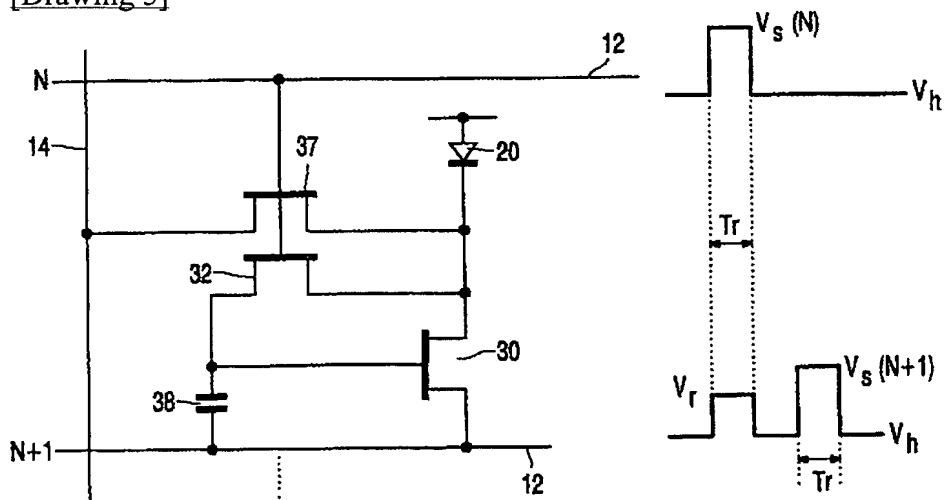 [Drawing 3]
N
12
14
37
20
32
30
38
N+1
12
Vs (N)
Vh
Tr
Vr
Vs (N+1)
Vh
Tr